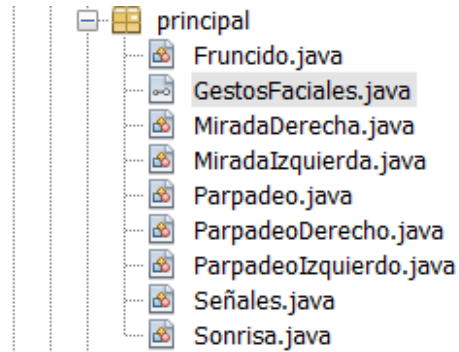 principal
Fruncido.java
GestosFaciales.java
MiradaDerecha.java
MiradaIzquierda.java
Parpadeo.java
ParpadeoDerecho.java
ParpadeoIzquierdo.java
Señales.java
Sonrisa.java